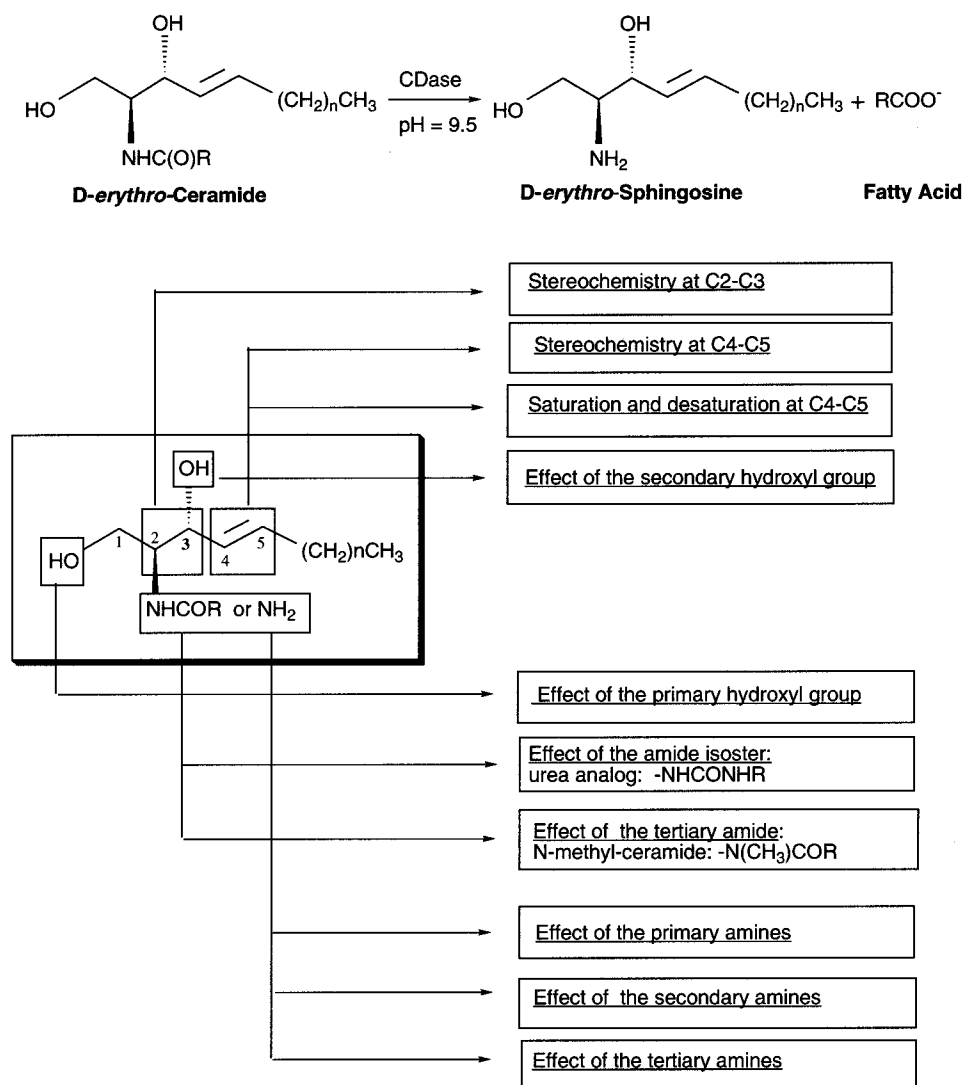 OH
HO
NHC(O)R
(CH2)nCH3
D-erythro-Ceramide
CDase
pH = 9.5
OH
HO
NH2
(CH2)nCH3 + RCOO-
D-erythro-Sphingosine
Fatty Acid
Stereochemistry at C2-C3
Stereochemistry at C4-C5
Saturation and desaturation at C4-C5
Effect of the secondary hydroxyl group
OH
HO
1
2
3
4
5
(CH2)nCH3
NHCOR or NH2
Effect of the primary hydroxyl group
Effect of the amide isoster:
urea analog: -NHCONHR
Effect of the tertiary amide:
N-methyl-ceramide: -N(CH3)COR
Effect of the primary amines
Effect of the secondary amines
Effect of the tertiary amines